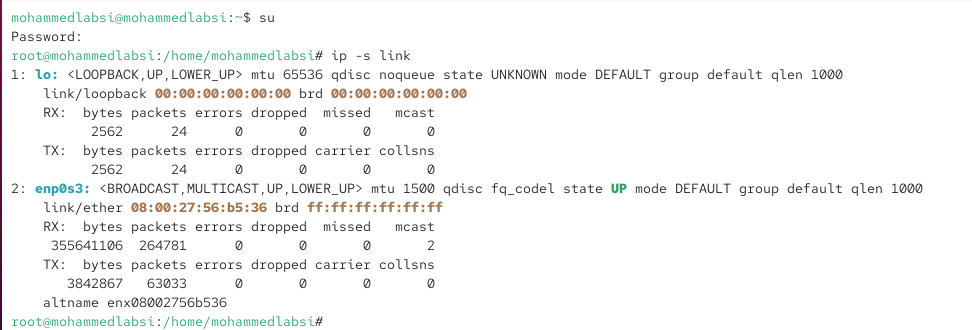 mohammedlabsi@mohammedlabsi:~$ su
Password:
root@mohammedlabsi:/home/mohammedlabsi# ip -s link
1: lo: <LOOPBACK,UP,LOWER_UP> mtu 65536 qdisc noqueue state UNKNOWN mode DEFAULT group default qlen 1000
    link/loopback 00:00:00:00:00:00 brd 00:00:00:00:00:00
    RX:  bytes packets errors dropped  missed   mcast
          2562      24      0       0       0       0
    TX:  bytes packets errors dropped carrier collsns
          2562      24      0       0       0       0
2: enp0s3: <BROADCAST,MULTICAST,UP,LOWER_UP> mtu 1500 qdisc fq_codel state UP mode DEFAULT group default qlen 1000
    link/ether 08:00:27:56:b5:36 brd ff:ff:ff:ff:ff:ff
    RX:  bytes packets errors dropped  missed   mcast
     355641106  264781      0       0       0       2
    TX:  bytes packets errors dropped carrier collsns
       3842867   63033      0       0       0       0
    altname enx08002756b536
root@mohammedlabsi:/home/mohammedlabsi#